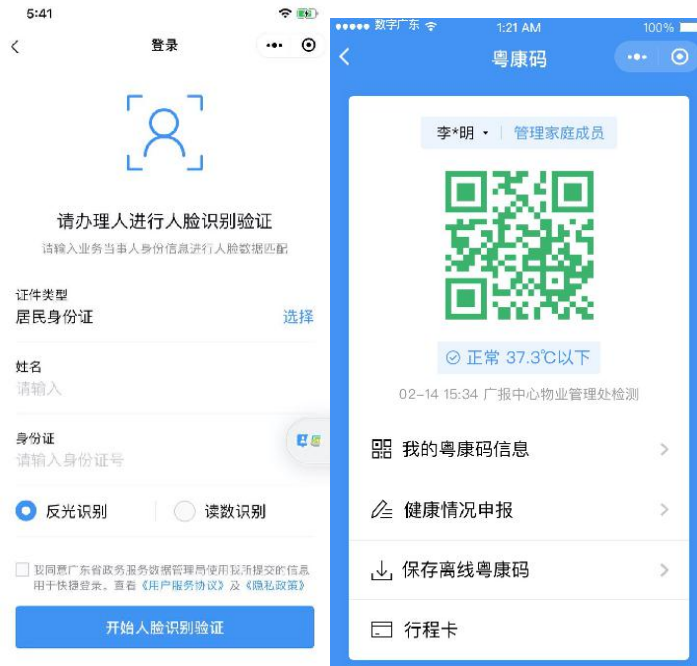 5:41
登录
请办理人进行人脸识别验证
请输入业务当事人身份信息进行人脸数据匹配
证件类型
居民身份证
选择
姓名
请输入
身份证
请输入身份证号
反光识别
读数识别
我同意广东省政务服务数据管理局使用我所提交的信息
用于快捷登录。查看《用户服务协议》及《隐私政策》
开始人脸识别验证
数字广东
1:21 AM
100%
粤康码
李*明
管理家庭成员
正常 37.3℃以下
02-14 15:34 广报中心物业管理处检测
我的粤康码信息
健康情况申报
保存离线粤康码
行程卡